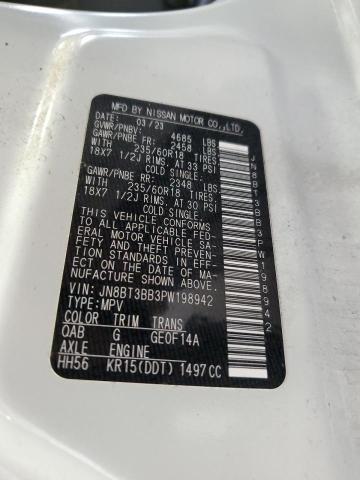 MFD BY NISSAN MOTOR CO.,LTD.
DATE: 03/23
GVWR/PNBV: 4685 LBS
GAWR/PNBE FR: 2458 LBS
WITH 235/60R18 TIRES,
18X7 1/2J RIMS, AT 33 PSI
COLD SINGLE.
GAWR/PNBE RR: 2348 LBS
WITH 235/60R18 TIRES,
18X7 1/2J RIMS, AT 30 PSI
COLD SINGLE.
THIS VEHICLE CONFORMS
TO ALL APPLICABLE FED-
ERAL MOTOR VEHICLE SA-
FETY AND THEFT PREVEN-
TION STANDARDS IN EFF-
ECT ON THE DATE OF MA-
NUFACTURE SHOWN ABOVE.
VIN: JN8BT3BB3PW198942
TYPE: MPV
COLOR TRIM TRANS
QAB G GE0F14A
AXLE ENGINE
HH56 KR15(DDT) 1497CC
JN8BT3BB3PW198942